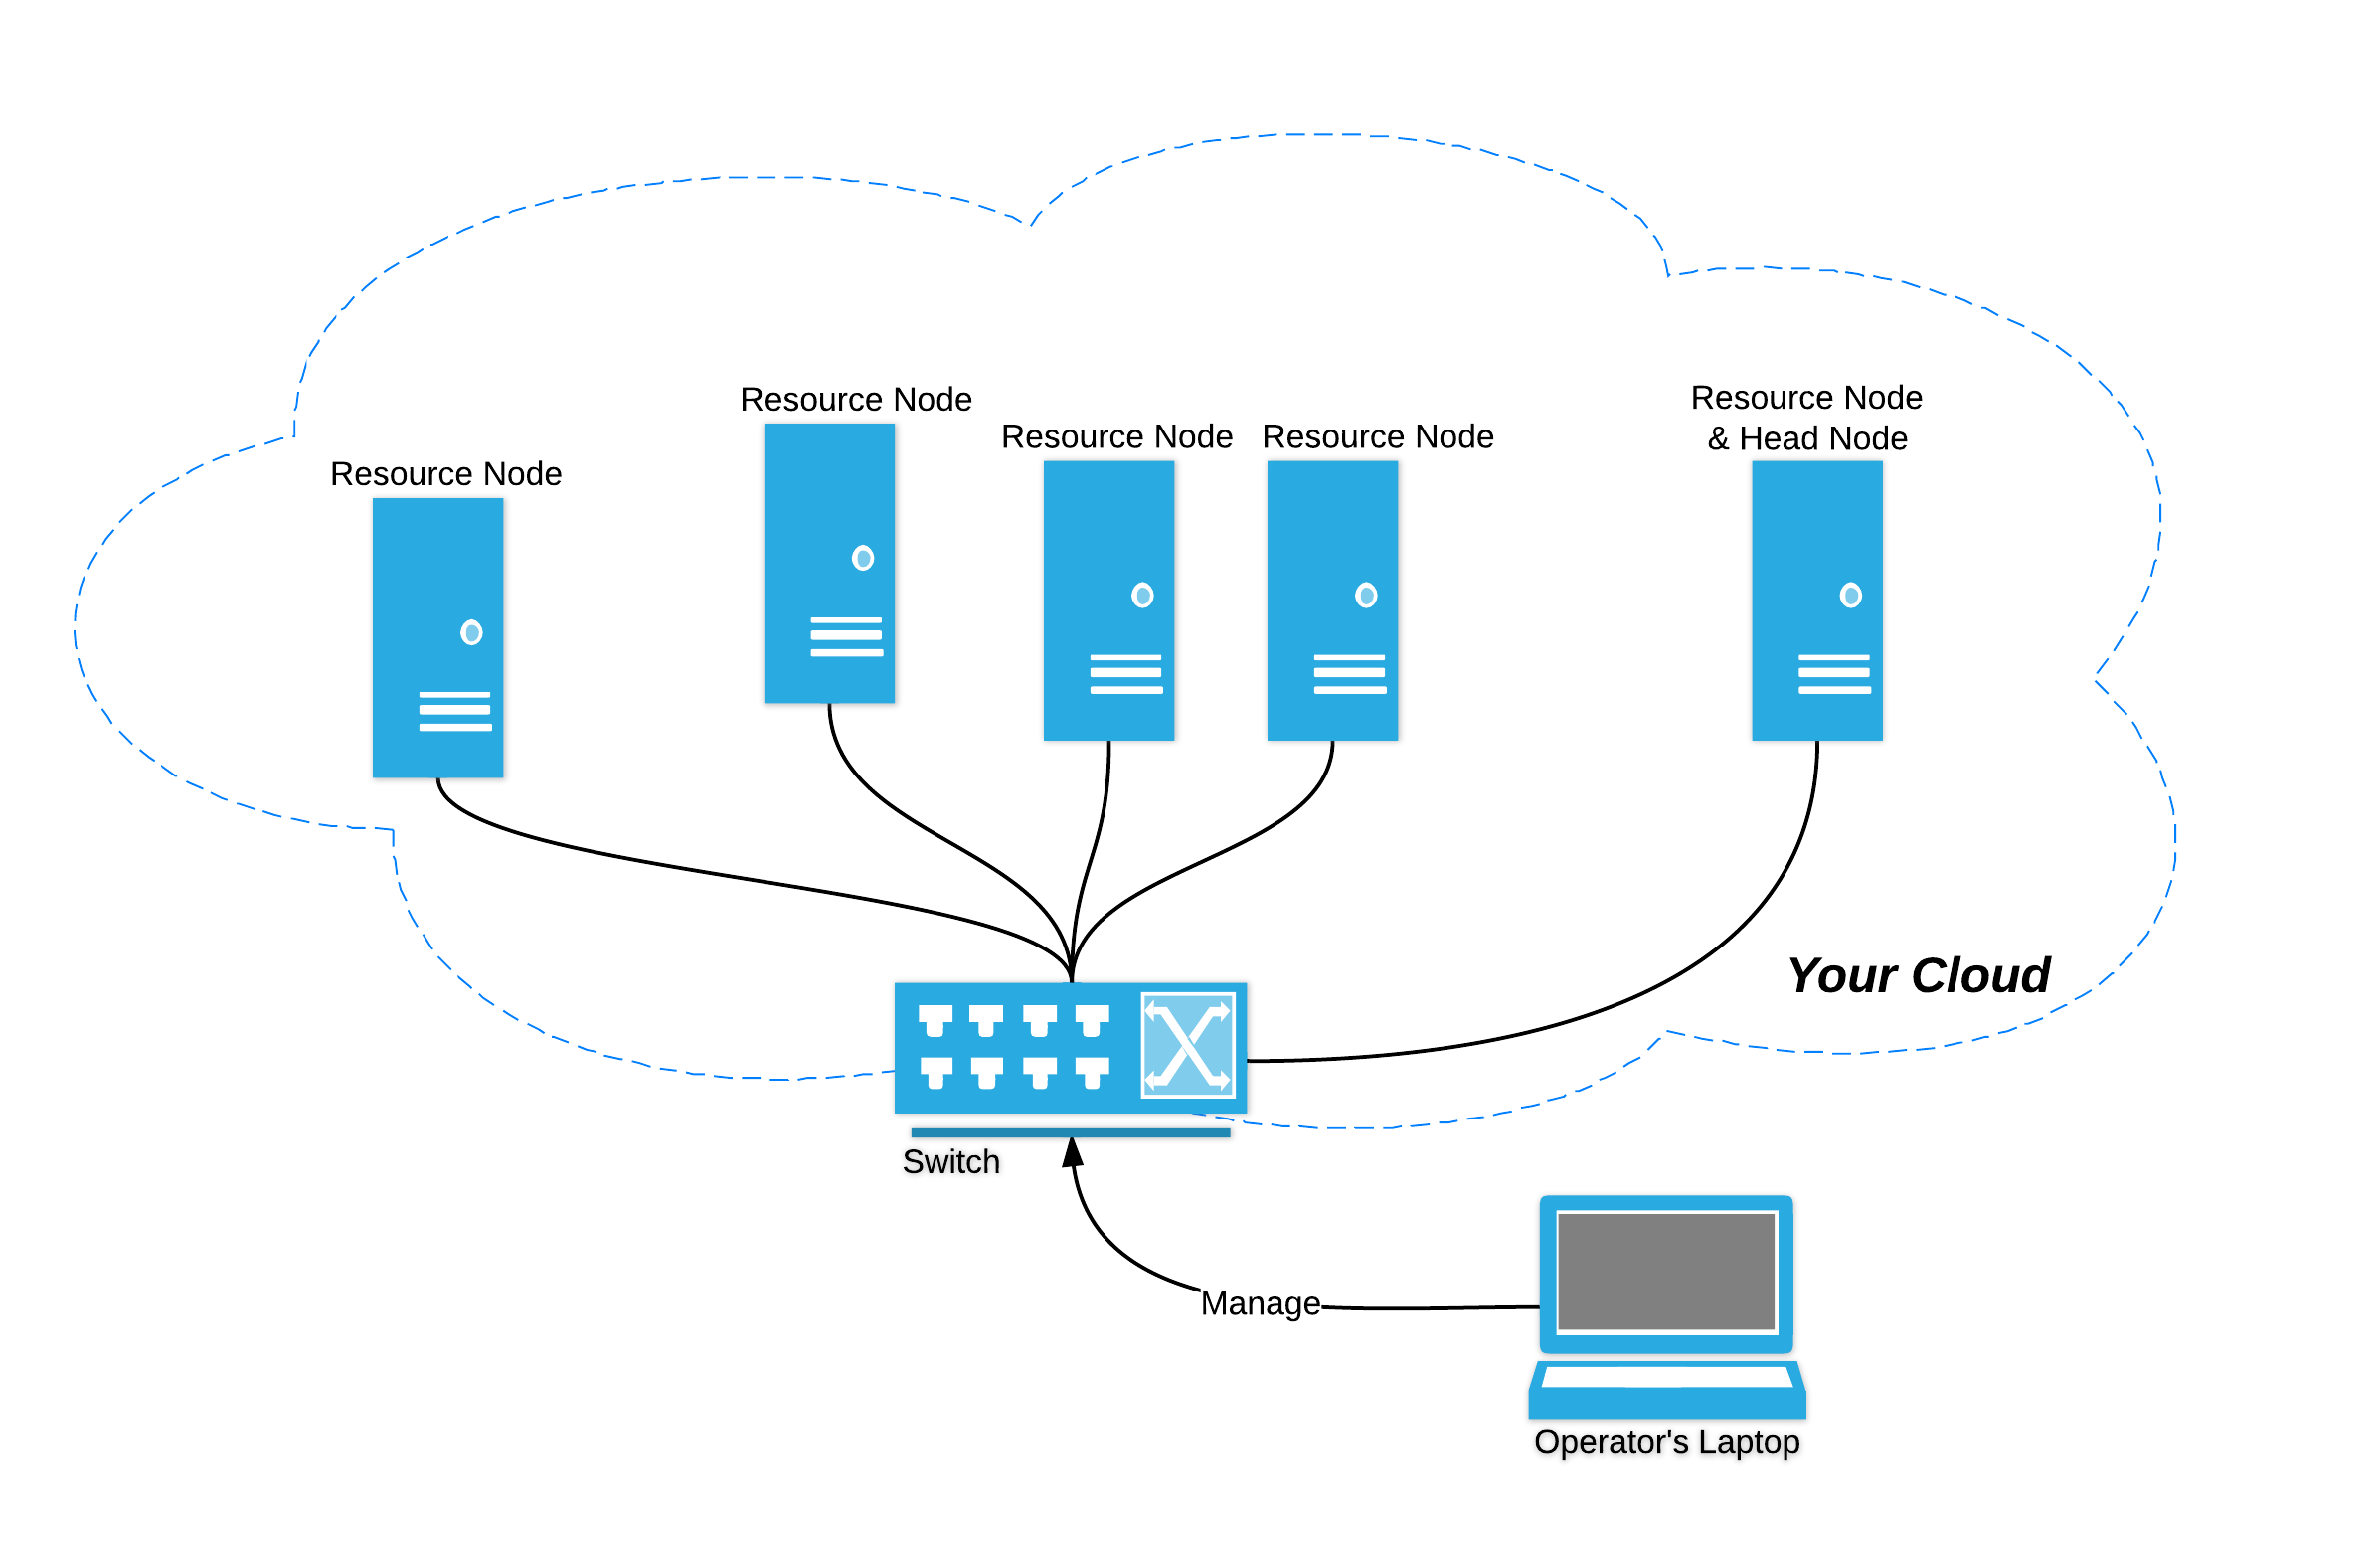 Resource Node
Resource Node
Resource Node
Resource Node
Resource Node
& Head Node
Your Cloud
Switch
Manage
Operator's Laptop